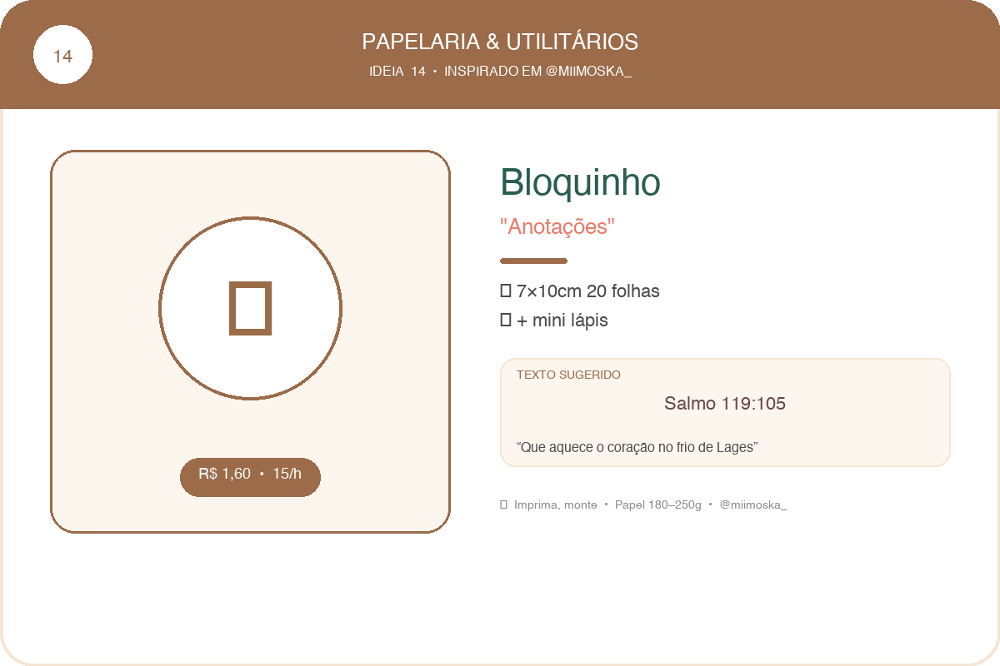 14
PAPELARIA & UTILITÁRIOS
IDEIA 14 • INSPIRADO EM @MIIMOSKA_
Bloquinho
"Anotações"
7×10cm 20 folhas
+ mini lápis
TEXTO SUGERIDO
Salmo 119:105
“Que aquece o coração no frio de Lages”
R$ 1,60 • 15/h
Imprima, monte • Papel 180–250g • @miimoska_